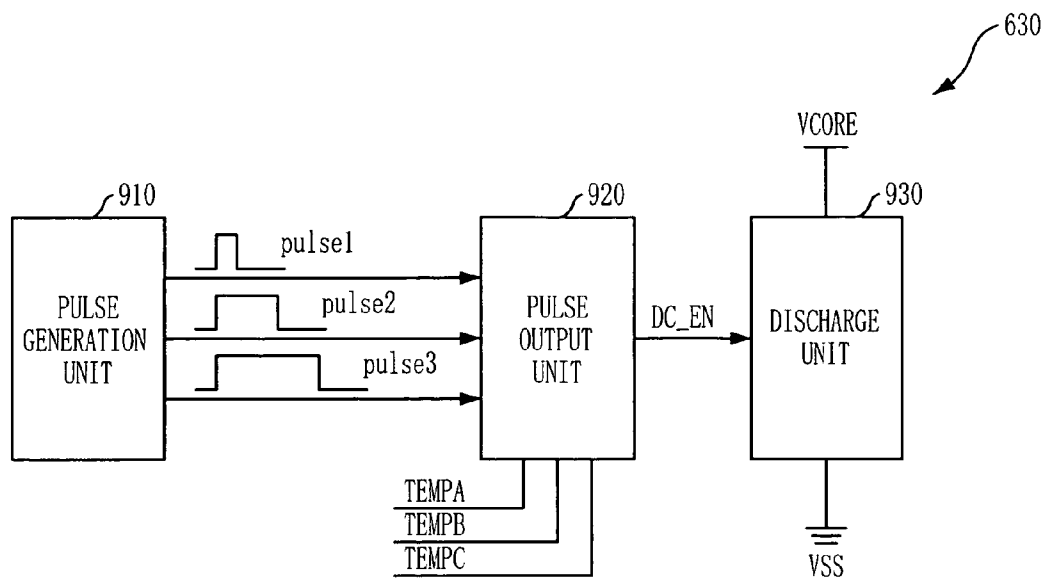 630
VCORE
910
920
930
pulse1
pulse2
pulse3
PULSE
GENERATION
UNIT
PULSE
OUTPUT
UNIT
DC_EN
DISCHARGE
UNIT
TEMPA
TEMPB
TEMPC
VSS